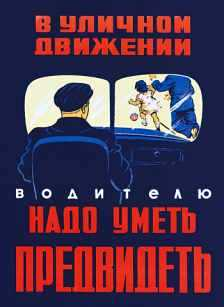 В УЛИЧНОМ
ДВИЖЕНИИ
ВОДИТЕЛЮ
НАДО УМЕТЬ
ПРЕДВИДЕТЬ